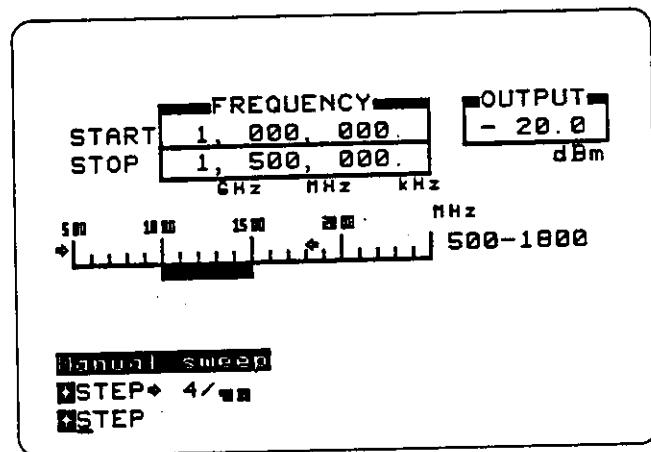 FREQUENCY OUTPUT
START 1, 000, 000. - 20.0
STOP 1, 500, 000. dBm
GHz MHz kHz
500 1000 1500 2000 MHz
500-1800
Manual sweep
STEP 4/
STEP